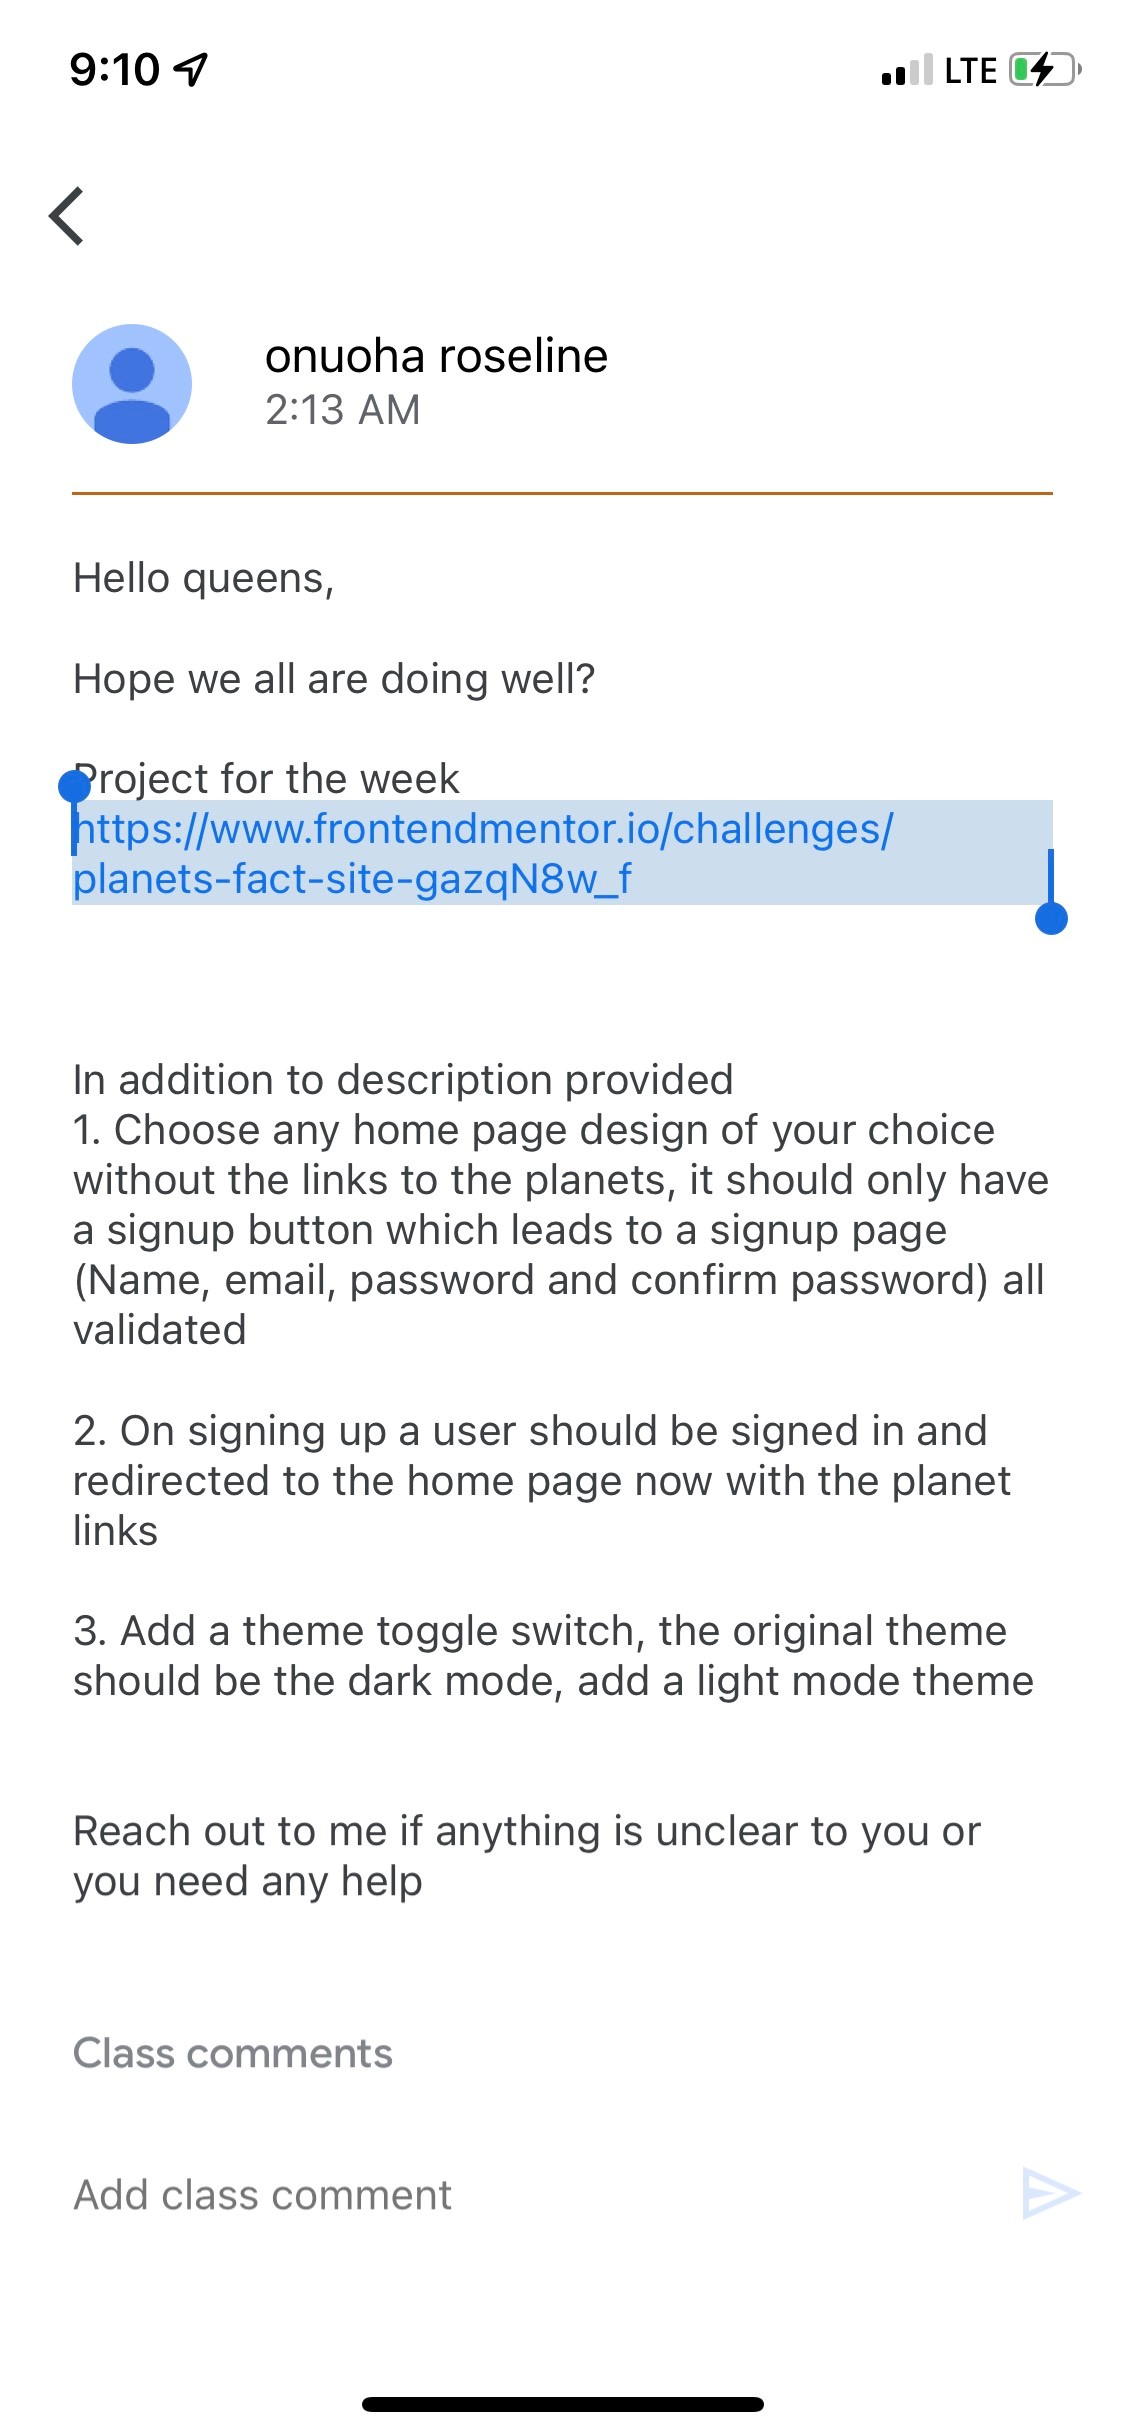 9:10
LTE
onuoha roseline
2:13 AM
Hello queens,
Hope we all are doing well?
Project for the week
https://www.frontendmentor.io/challenges/
planets-fact-site-gazqN8w_f
In addition to description provided
1. Choose any home page design of your choice
without the links to the planets, it should only have
a signup button which leads to a signup page
(Name, email, password and confirm password) all
validated
2. On signing up a user should be signed in and
redirected to the home page now with the planet
links
3. Add a theme toggle switch, the original theme
should be the dark mode, add a light mode theme
Reach out to me if anything is unclear to you or
you need any help
Class comments
Add class comment